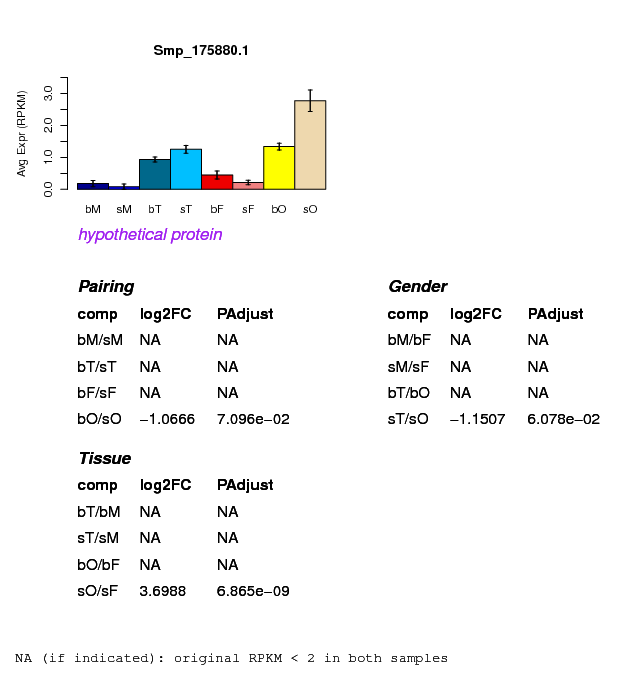 Smp_175880.1
Avg Expr (RPKM)
0.0 1.0 2.0 3.0
bM sM bT sT bF sF bO sO
hypothetical protein
Pairing
comp log2FC PAdjust
bM/sM NA NA
bT/sT NA NA
bF/sF NA NA
bO/sO −1.0666 7.096e−02
Gender
comp log2FC PAdjust
bM/bF NA NA
sM/sF NA NA
bT/bO NA NA
sT/sO −1.1507 6.078e−02
Tissue
comp log2FC PAdjust
bT/bM NA NA
sT/sM NA NA
bO/bF NA NA
sO/sF 3.6988 6.865e−09
NA (if indicated): original RPKM < 2 in both samples